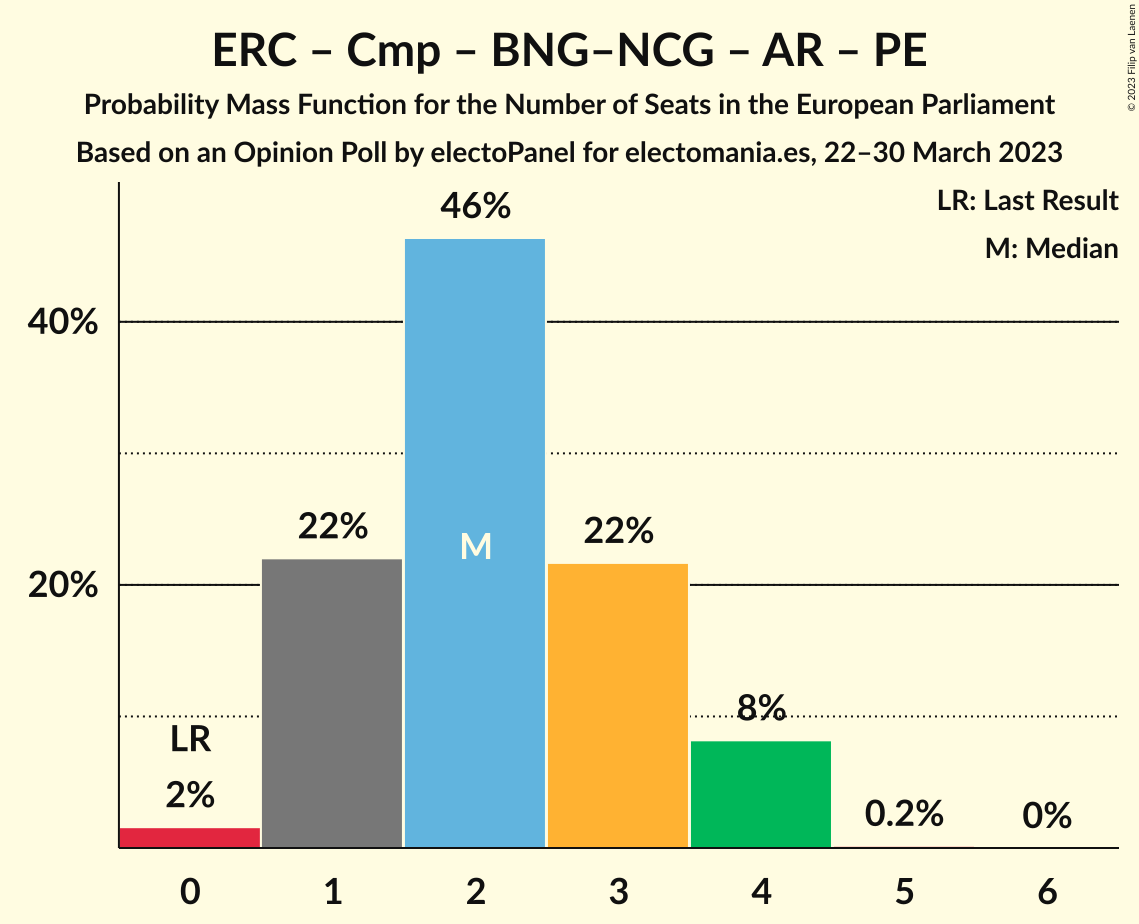 ERC – Cmp – BNG–NCG – AR – PE
Probability Mass Function for the Number of Seats in the European Parliament
Based on an Opinion Poll by electoPanel for electomania.es, 22–30 March 2023
© 2023 Filip van Laenen
LR: Last Result
M: Median
46%
40%
22%
M
22%
20%
LR
8%
2%
0.2%
0%
0 1 2 3 4 5 6